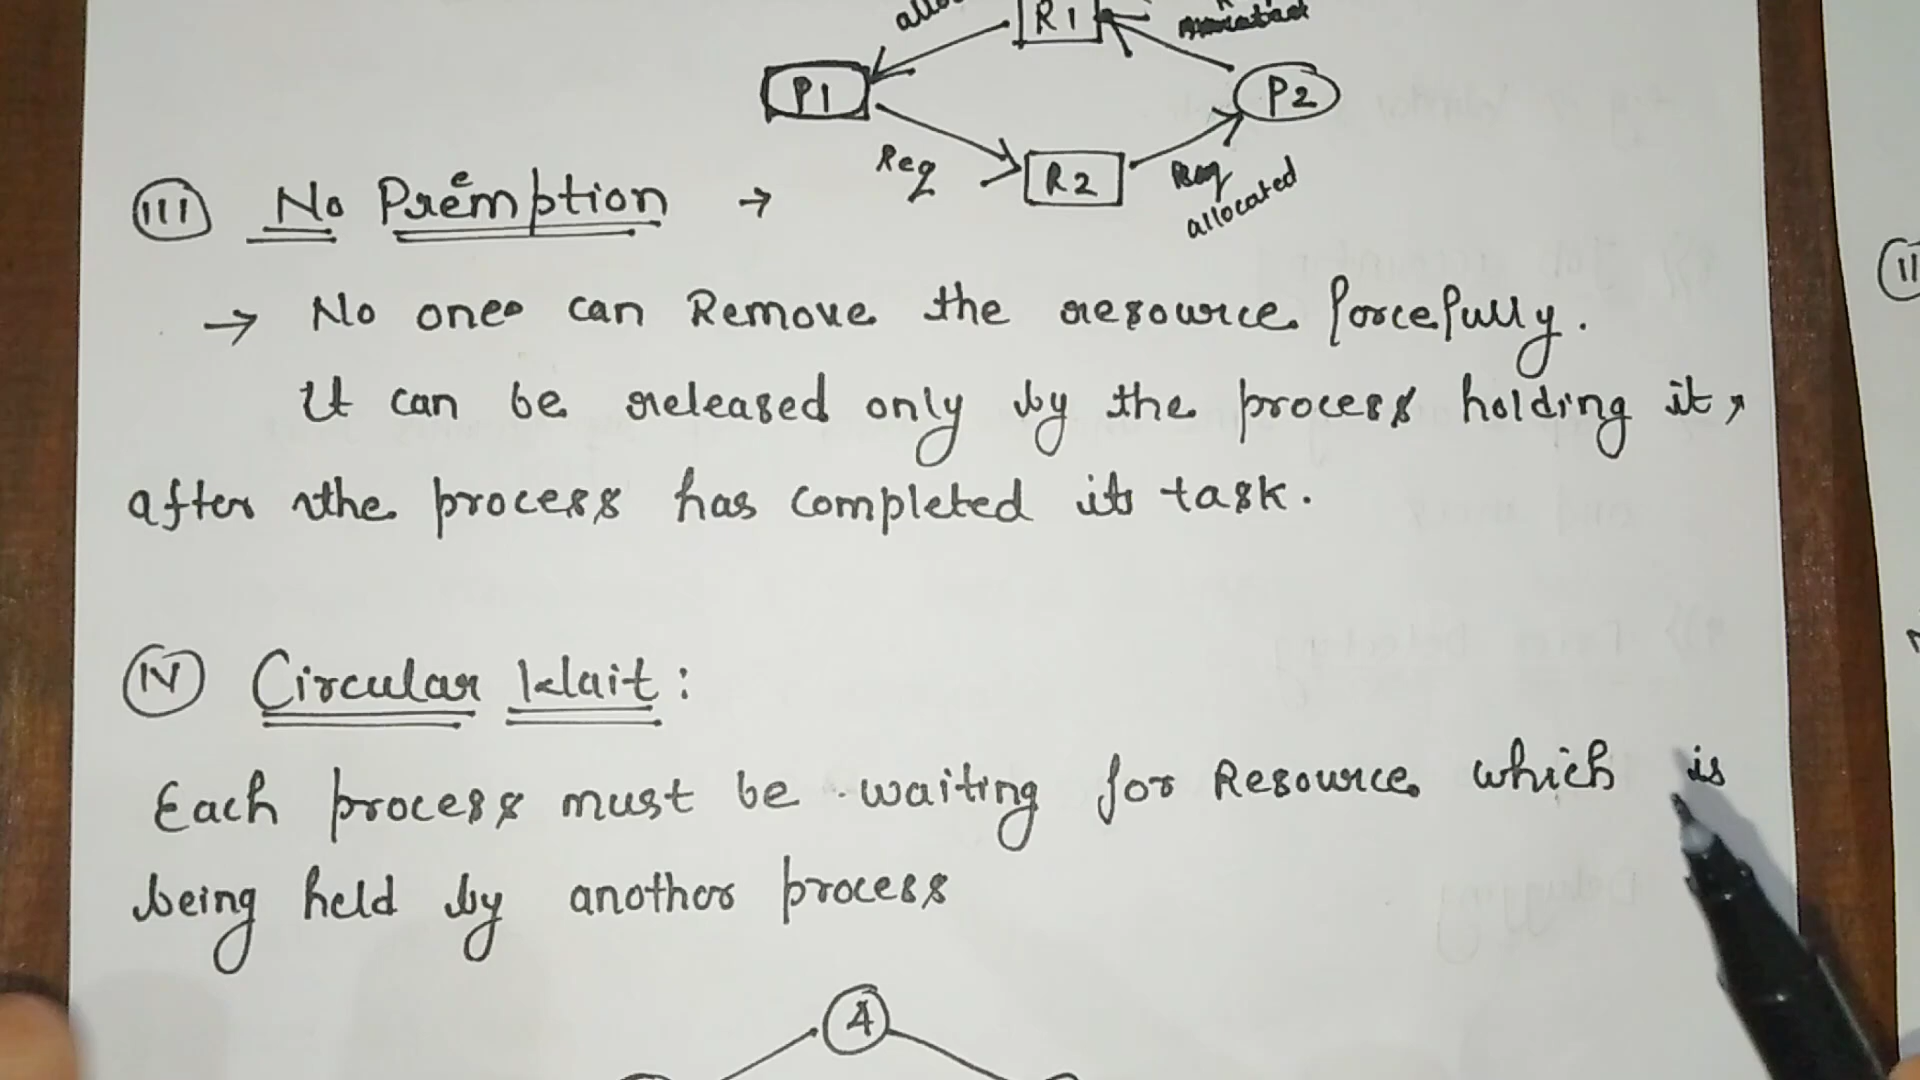 R1
P1
P2
Req
R2
allocated
III No Preemption →
→ No one can Remove the resource forcefully.
It can be released only by the process holding it,
after the process has completed its task.
IV Circular Wait:
Each process must be waiting for Resource which is
being held by another process
A